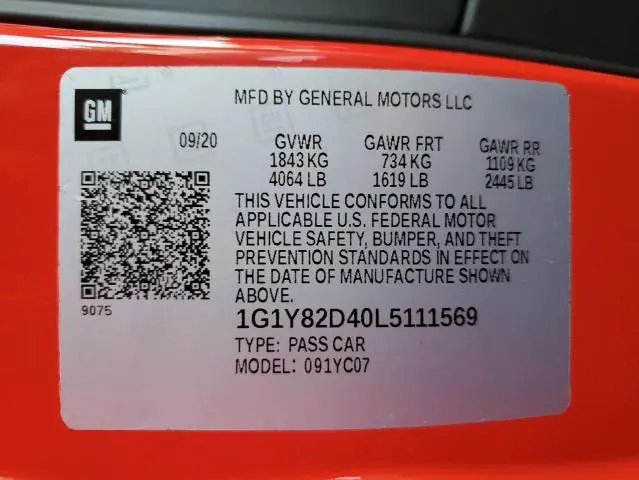 GM
MFD BY GENERAL MOTORS LLC
09/20 GVWR GAWR FRT GAWR RR
1843 KG 734 KG 1109 KG
4064 LB 1619 LB 2445 LB
THIS VEHICLE CONFORMS TO ALL
APPLICABLE U.S. FEDERAL MOTOR
VEHICLE SAFETY, BUMPER, AND THEFT
PREVENTION STANDARDS IN EFFECT ON
THE DATE OF MANUFACTURE SHOWN
ABOVE.
9075
1G1Y82D40L5111569
TYPE: PASS CAR
MODEL: 091YC07